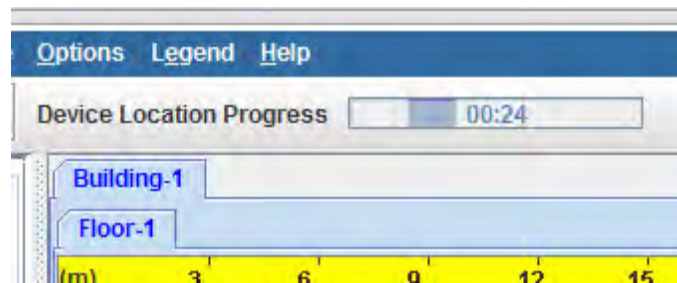 Options Legend Help
Device Location Progress 00:24
Building-1
Floor-1
(m) 3 6 9 12 15